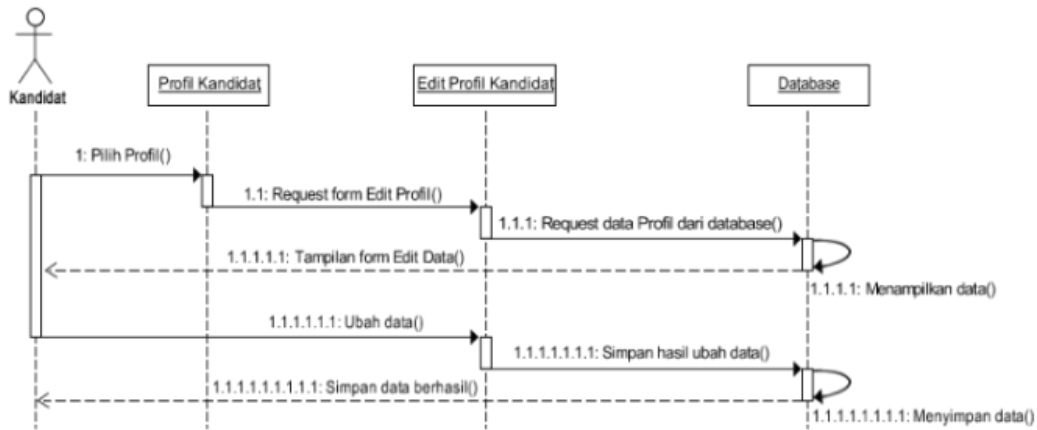 Kandidat
Profil Kandidat
Edit Profil Kandidat
Database
1: Pilih Profil()
1.1: Request form Edit Profil()
1.1.1: Request data Profil dari database()
1.1.1.1.1: Tampilan form Edit Data()
1.1.1.1: Menampilkan data()
1.1.1.1.1.1: Ubah data()
1.1.1.1.1.1.1: Simpan hasil ubah data()
1.1.1.1.1.1.1.1.1: Simpan data berhasil()
1.1.1.1.1.1.1.1: Menyimpan data()